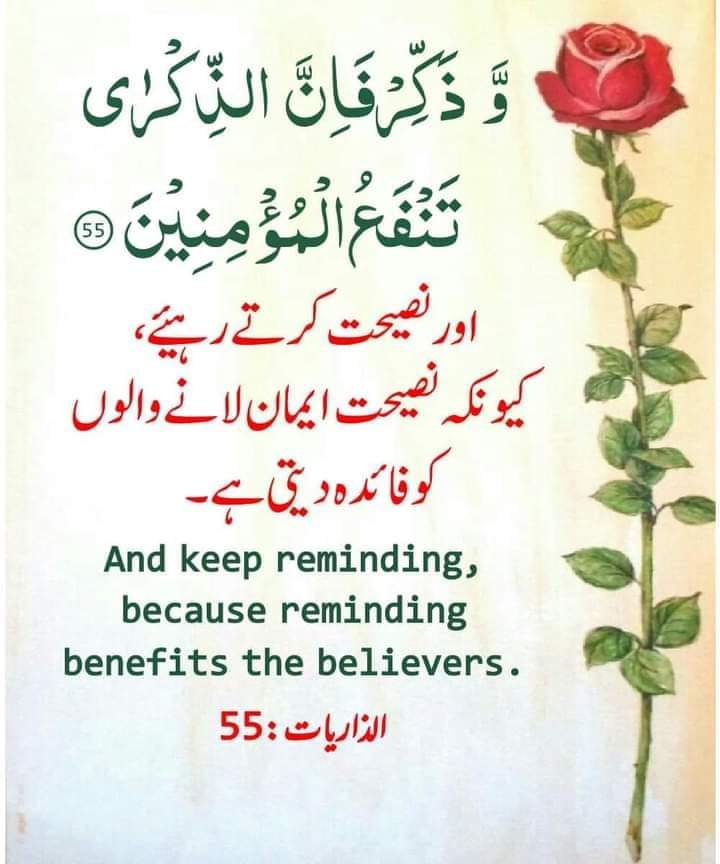 وَّ ذَكِّرْ فَاِنَّ الذِّكْرٰى
تَنْفَعُ الْمُؤْمِنِيْنَ 55
اور نصیحت کرتے رہیئے،
کیونکہ نصیحت ایمان لانے والوں
کو فائدہ دیتی ہے۔
And keep reminding,
because reminding
benefits the believers.
الذاریات : 55